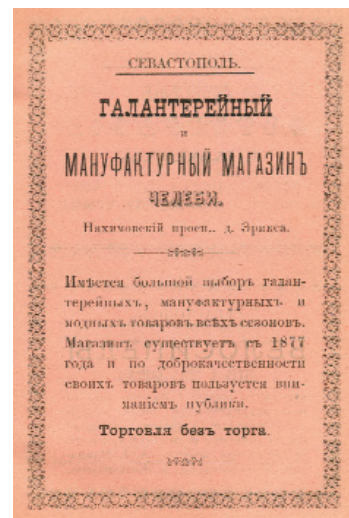 СЕВАСТОПОЛЬ.
ГАЛАНТЕРЕЙНЫЙ
и
МАНУФАКТУРНЫЙ МАГАЗИНЪ
ЧЕЛЕБИ.
Нахимовскій просп.. д. Эрикса.
Имѣется большой выборъ галан-
терейныхъ, мануфактурныхъ и
модныхъ товаровъ всѣхъ сезоновъ.
Магазинъ существуетъ съ 1877
года и по доброкачественности
своихъ товаровъ пользуется вни-
маніемъ публики.
Торговля безъ торга.